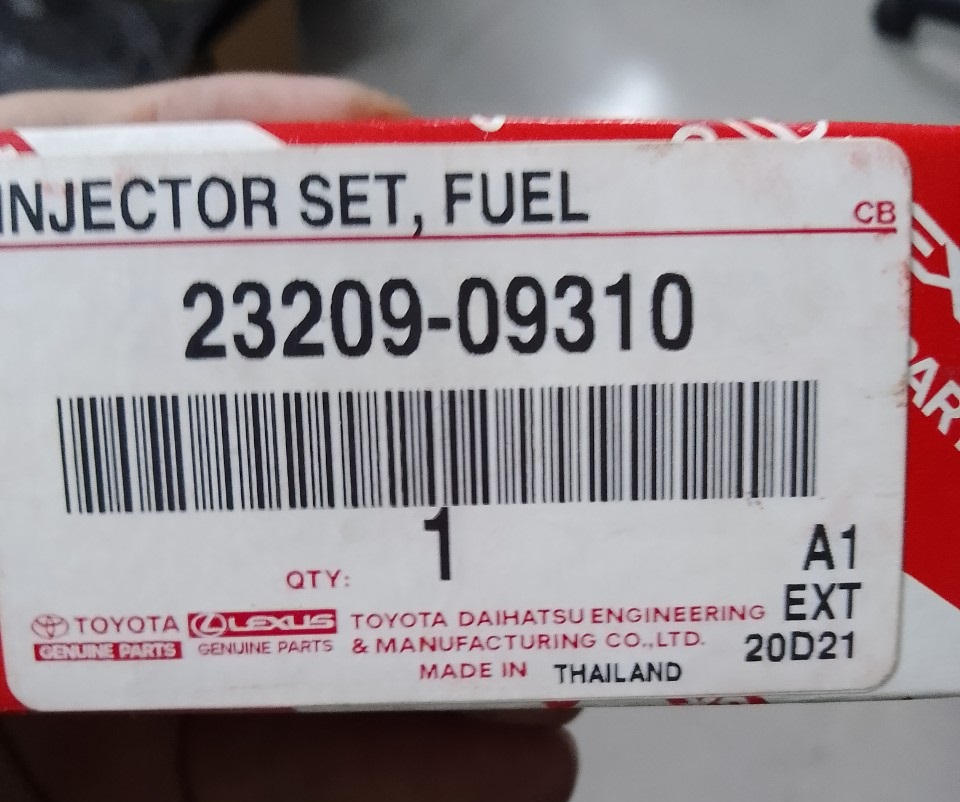 INJECTOR SET, FUEL
CB
23209-09310
QTY: 1
A1
EXT
20D21
TOYOTA
GENUINE PARTS
LEXUS
GENUINE PARTS
TOYOTA DAIHATSU ENGINEERING
& MANUFACTURING CO.,LTD.
MADE IN THAILAND